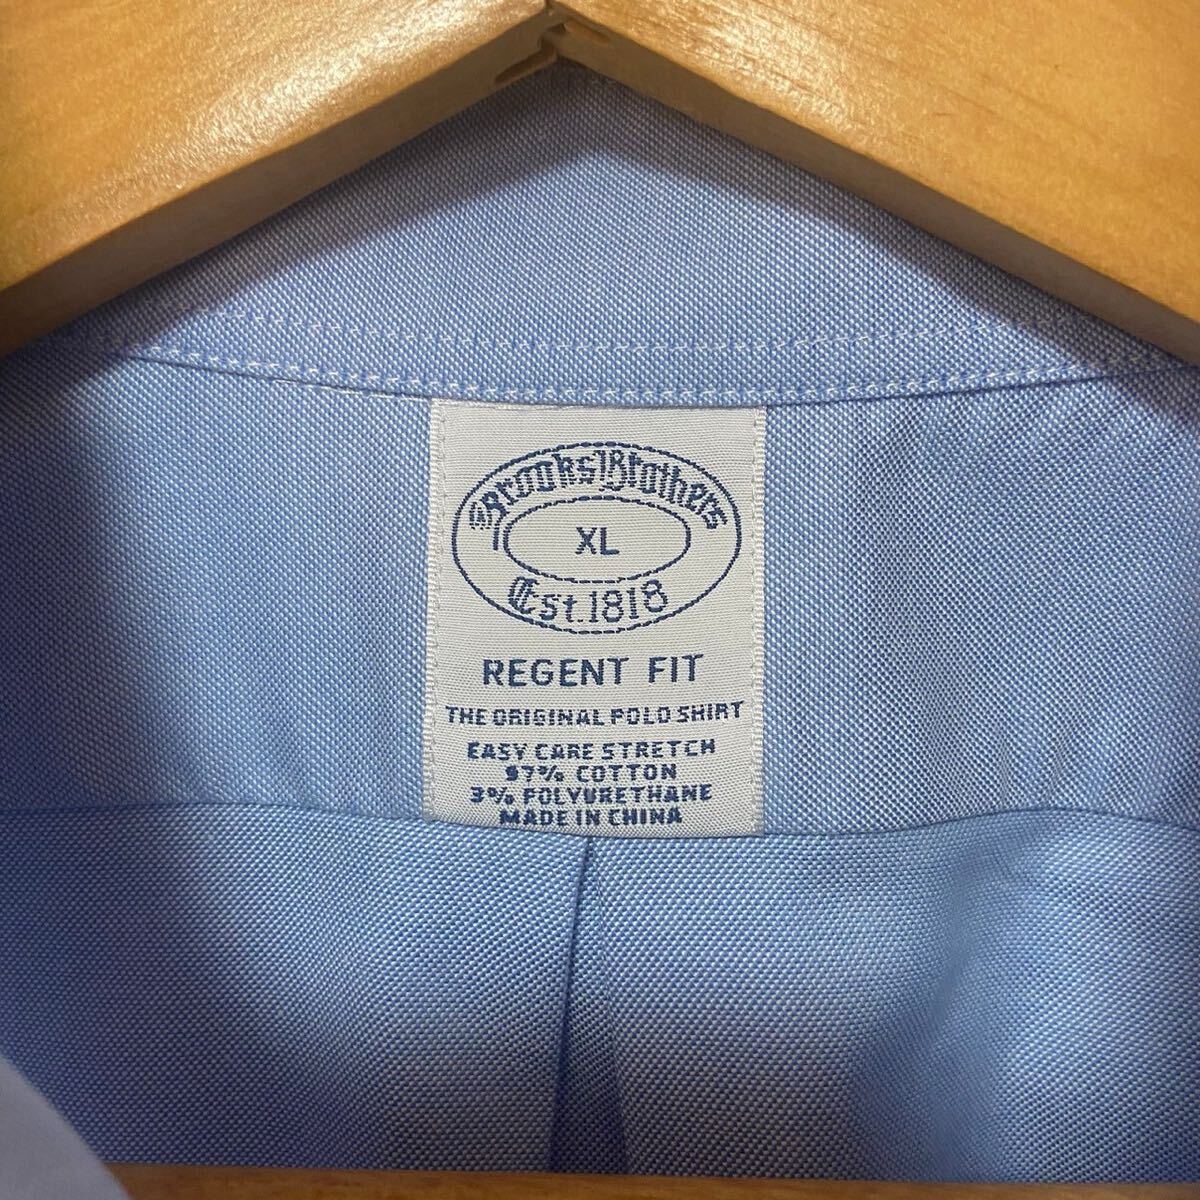 Brooks Brothers
XL
Est. 1818
REGENT FIT
THE ORIGINAL POLO SHIRT
EASY CARE STRETCH
97% COTTON
3% POLYURETHANE
MADE IN CHINA